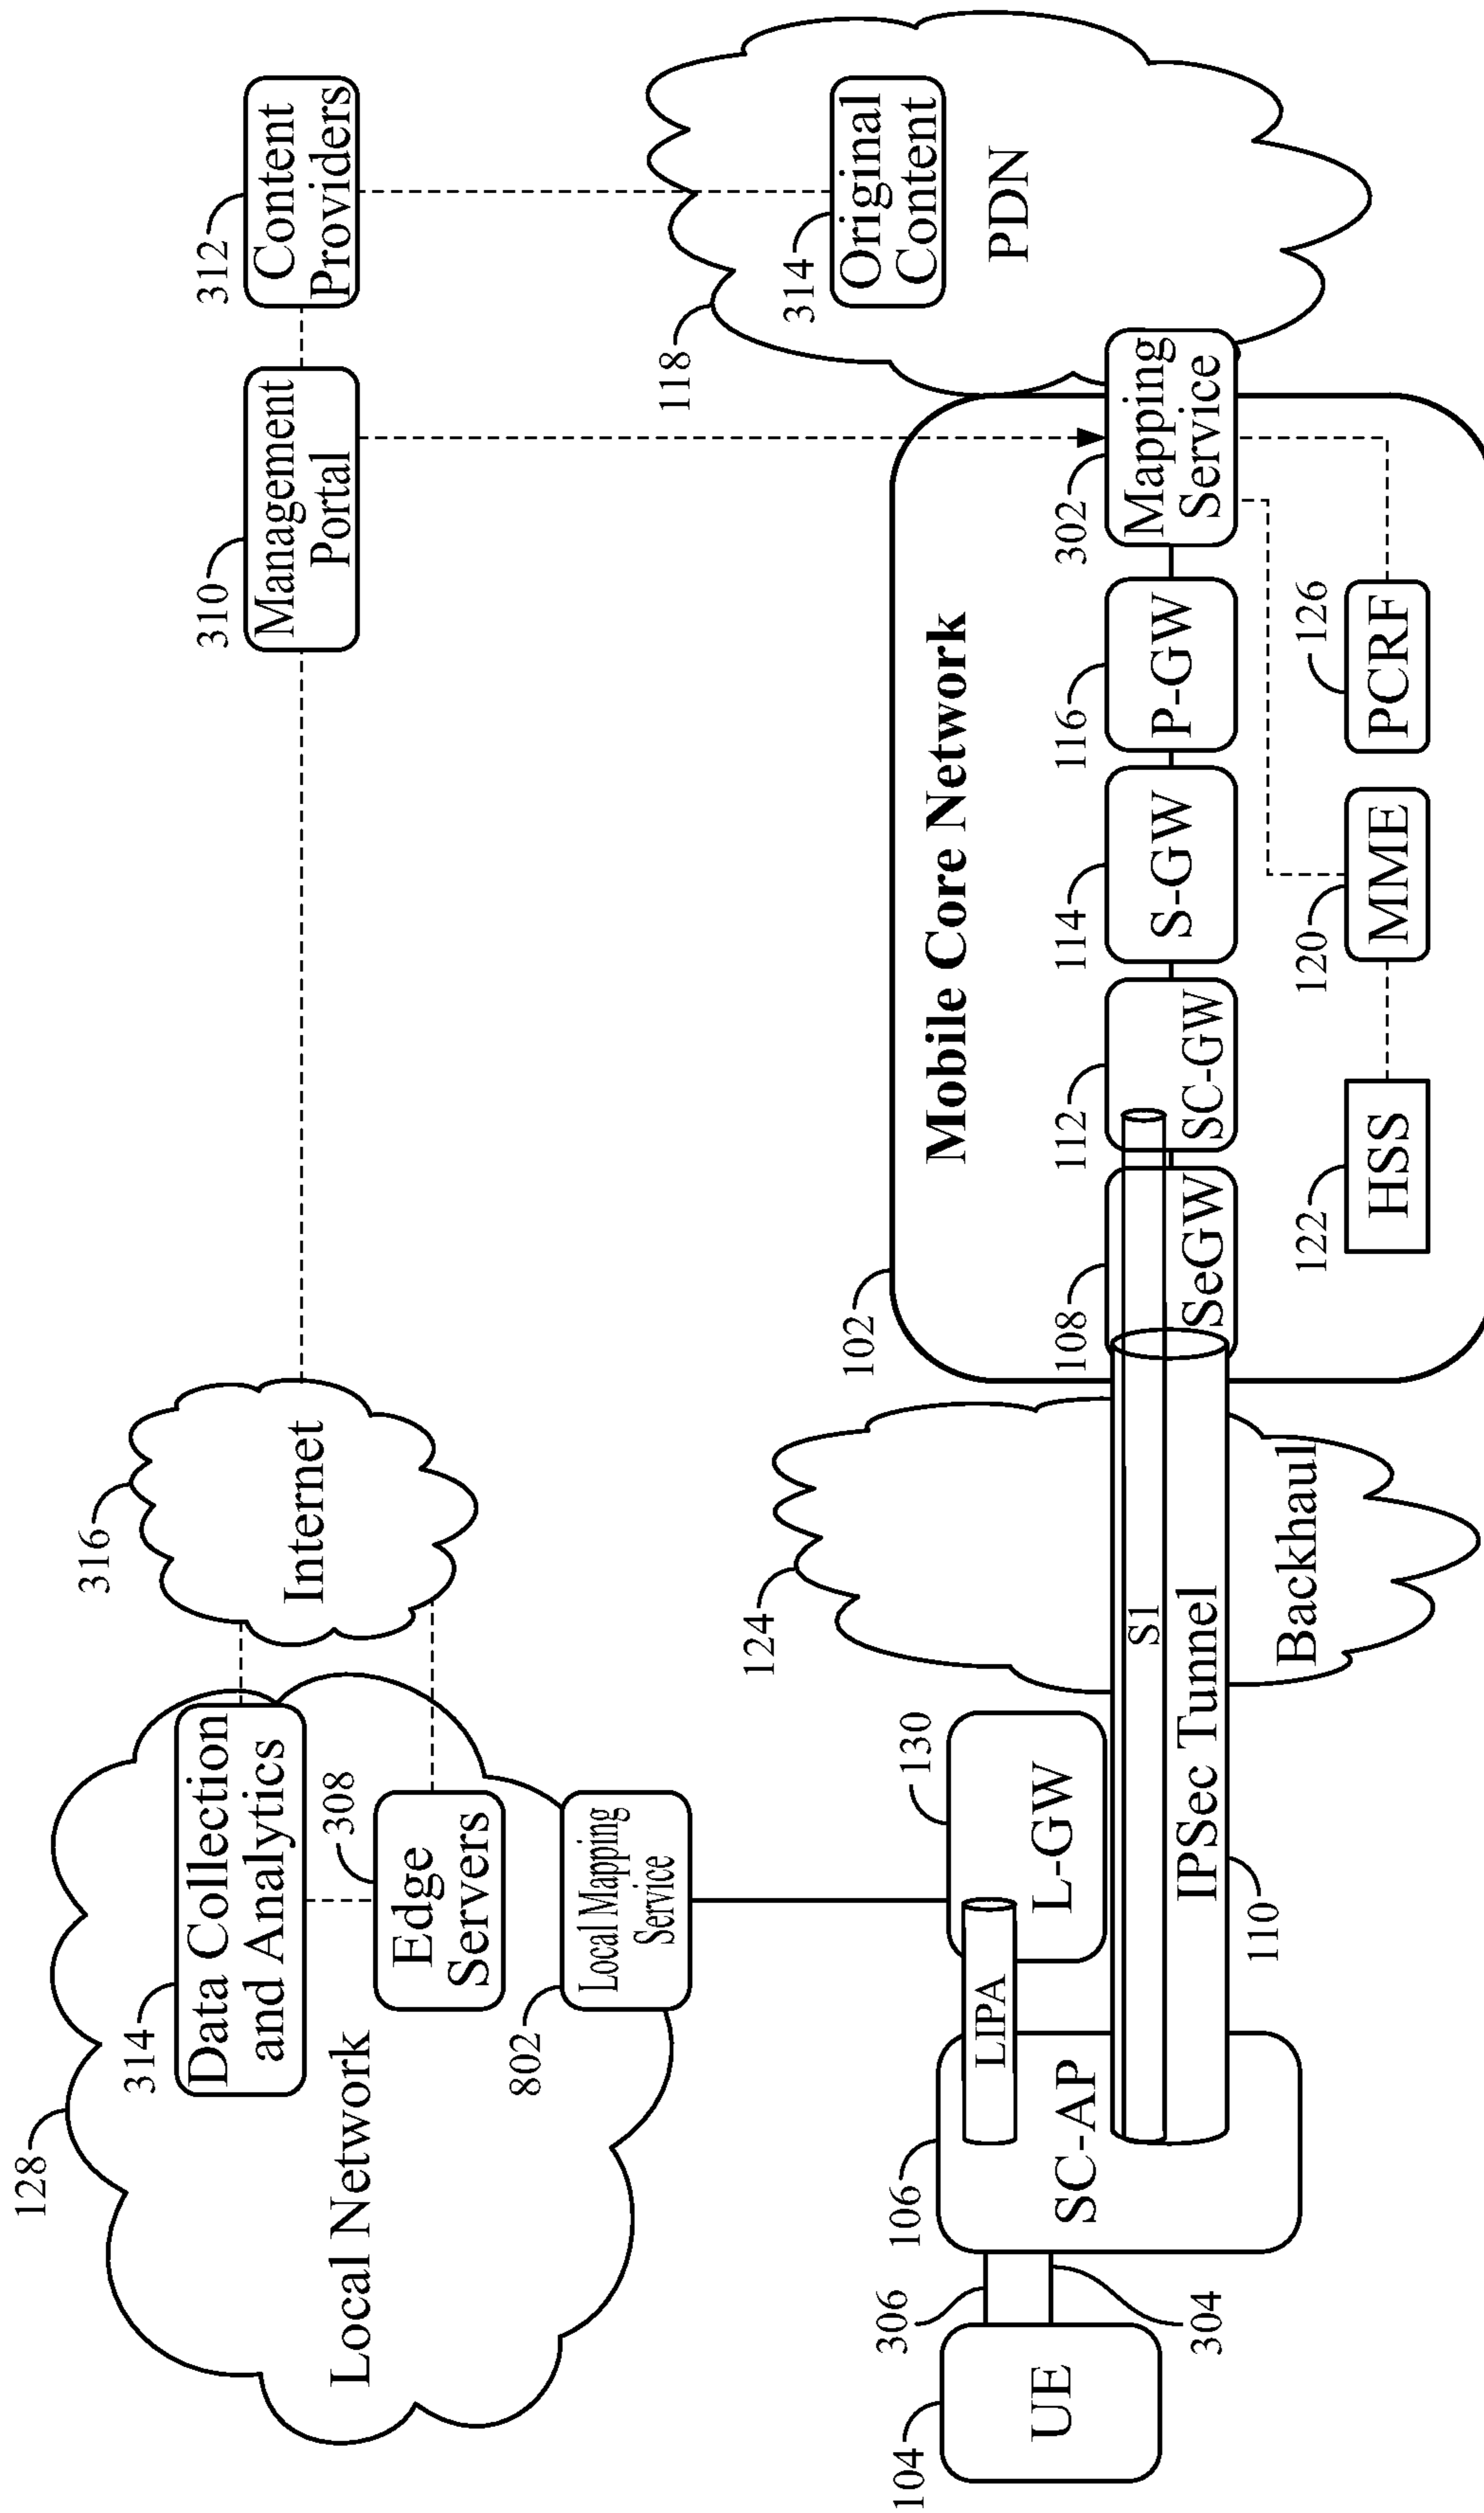 128
314
Data Collection
and Analytics
308
Edge
Servers
Local Network
802
Local Mapping
Service
316
Internet
310
Management
Portal
312
Content
Providers
118
314
Original
Content
PDN
104
UE
306
304
106
SC-AP
LIPA
130
L-GW
S1
IPSec Tunnel
110
124
Backhaul
102
Mobile Core Network
108
SeGW
112
SC-GW
114
S-GW
116
P-GW
302
Mapping
Service
122
HSS
120
MME
126
PCRF